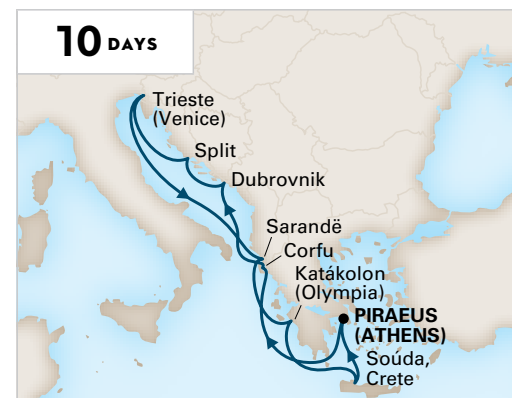 10 DAYS
Trieste
(Venice)
Split
Dubrovnik
Sarandë
Corfu
Katákolon
(Olympia)
PIRAEUS
(ATHENS)
Soúda,
Crete